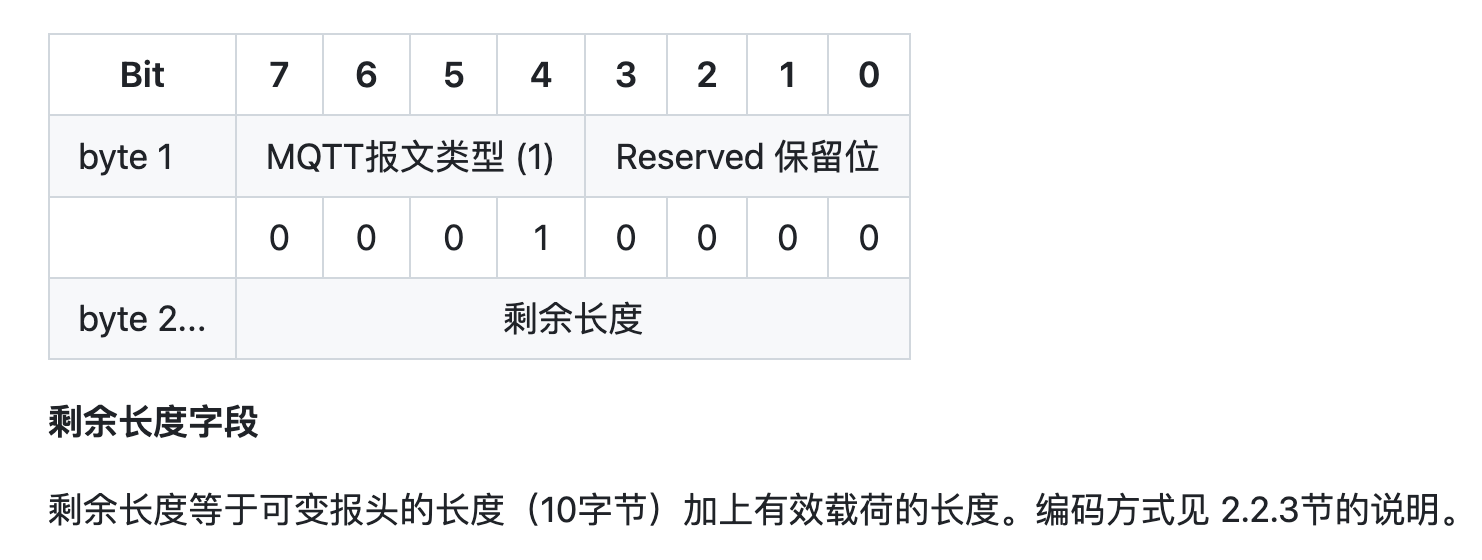 Bit 7 6 5 4 3 2 1 0
byte 1 MQTT报文类型 (1) Reserved 保留位
0 0 0 1 0 0 0 0
byte 2... 剩余长度
剩余长度字段
剩余长度等于可变报头的长度（10字节）加上有效载荷的长度。编码方式见 2.2.3节的说明。